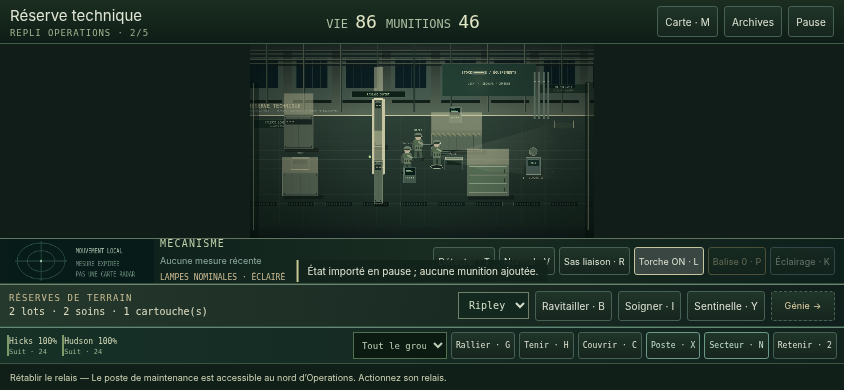 Réserve technique
REPLI OPERATIONS · 2/5
VIE 86 MUNITIONS 46
Carte · M
Archives
Pause
MOUVEMENT LOCAL
MESURE EXPIRÉE
PAS UNE CARTE RADAR
MÉCANISME
Aucune mesure récente
LAMPES NOMINALES · ÉCLAIRÉ
État importé en pause ; aucune munition ajoutée.
Sas liaison · R
Torche ON · L
Balise 0 · P
Éclairage · K
RÉSERVES DE TERRAIN
2 lots · 2 soins · 1 cartouche(s)
Ripley
Ravitailler · B
Soigner · I
Sentinelle · Y
Génie →
Hicks 100%
Suit · 24
Hudson 100%
Suit · 24
Tout le grou
Rallier · G
Tenir · H
Couvrir · C
Poste · X
Secteur · N
Retenir · 2
Rétablir le relais — Le poste de maintenance est accessible au nord d’Operations. Actionnez son relais.